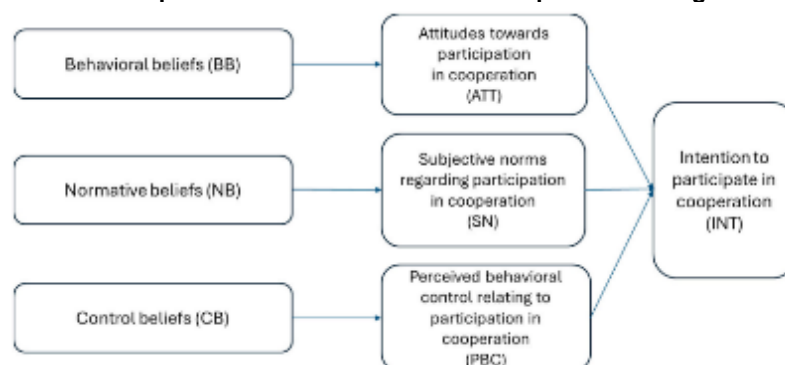 Behavioral beliefs (BB)
Attitudes towards
participation
in cooperation
(ATT)
Normative beliefs (NB)
Subjective norms
regarding participation
in cooperation
(SN)
Intention to
participate in
cooperation
(INT)
Control beliefs (CB)
Perceived behavioral
control relating to
participation in
cooperation
(PBC)